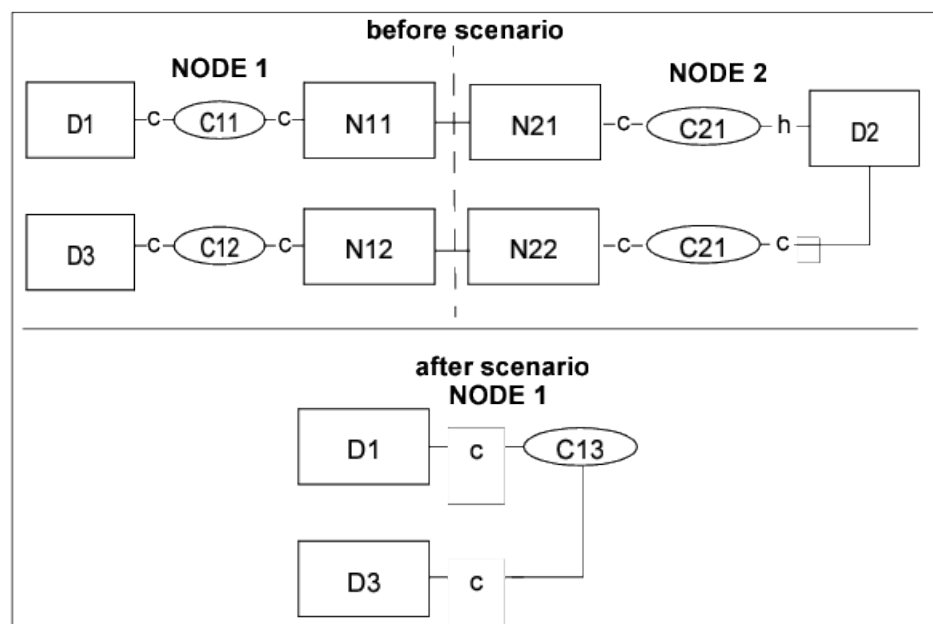 before scenario
NODE 1 NODE 2
D1 c C11 c N11 N21 c C21 h D2
D3 c C12 c N12 N22 c C21 c
after scenario
NODE 1
D1 c C13
D3 c